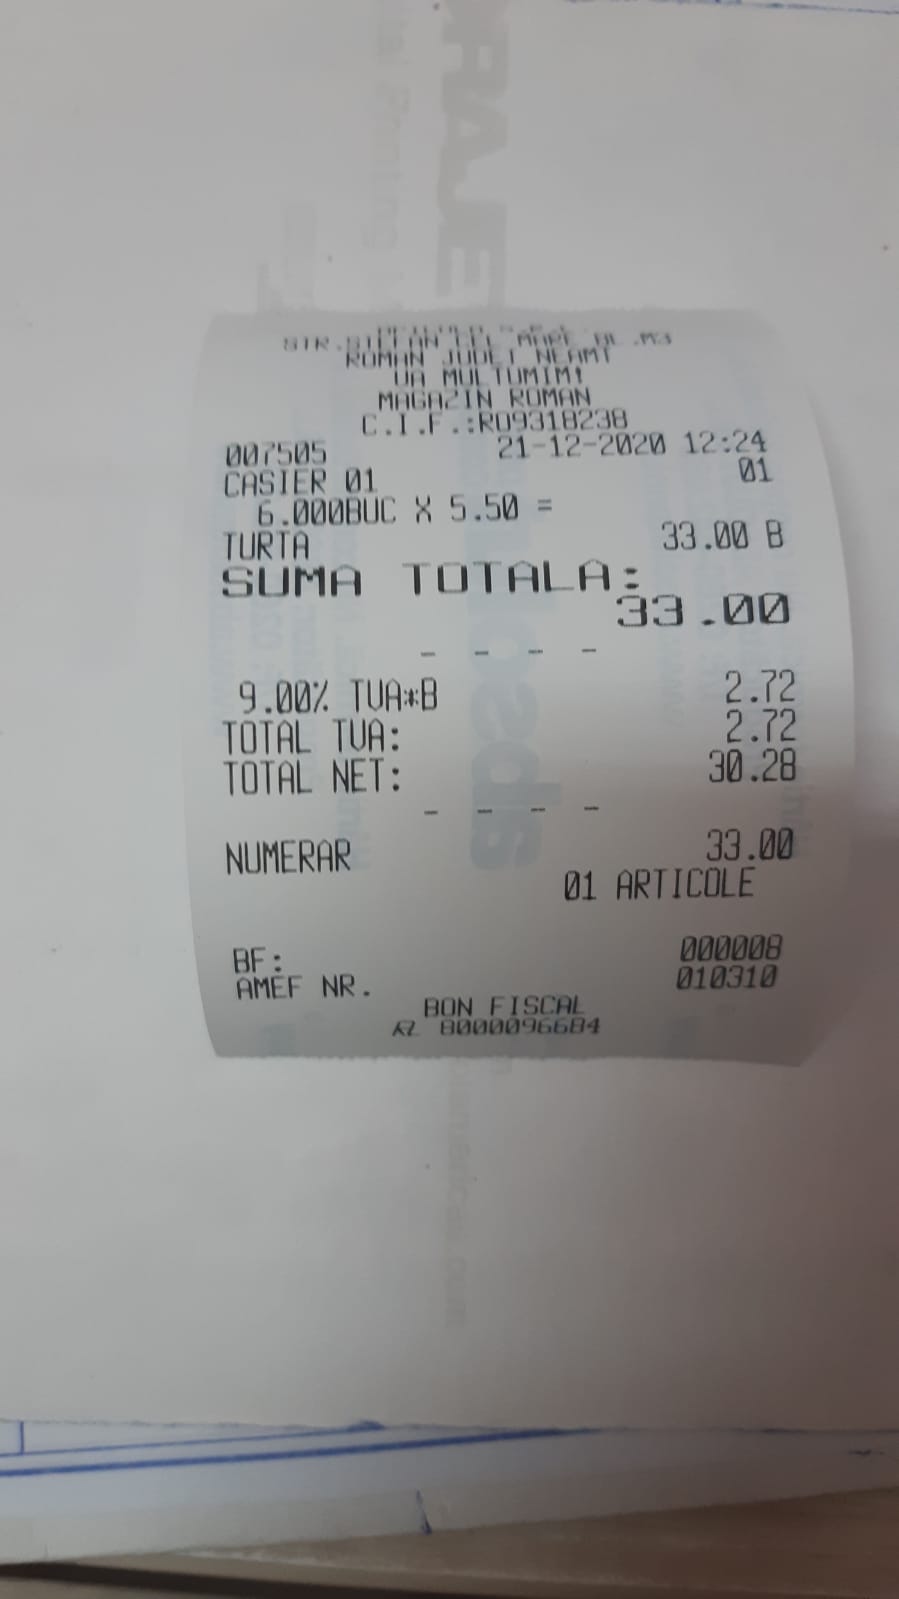 STR.STEFAN CEL MARE BL.M3
ROMAN JUDET NEAMT
VA MULTUMIM!
MAGAZIN ROMAN
C.I.F.:RO9318238
007505 21-12-2020 12:24
CASIER 01 01
6.000BUC X 5.50 =
TURTA 33.00 B
SUMA TOTALA:
33.00
- - - -
9.00% TVA*B 2.72
TOTAL TVA: 2.72
TOTAL NET: 30.28
- - - -
NUMERAR 33.00
01 ARTICOLE
BF: 000008
AMEF NR. 010310
BON FISCAL
8000096684